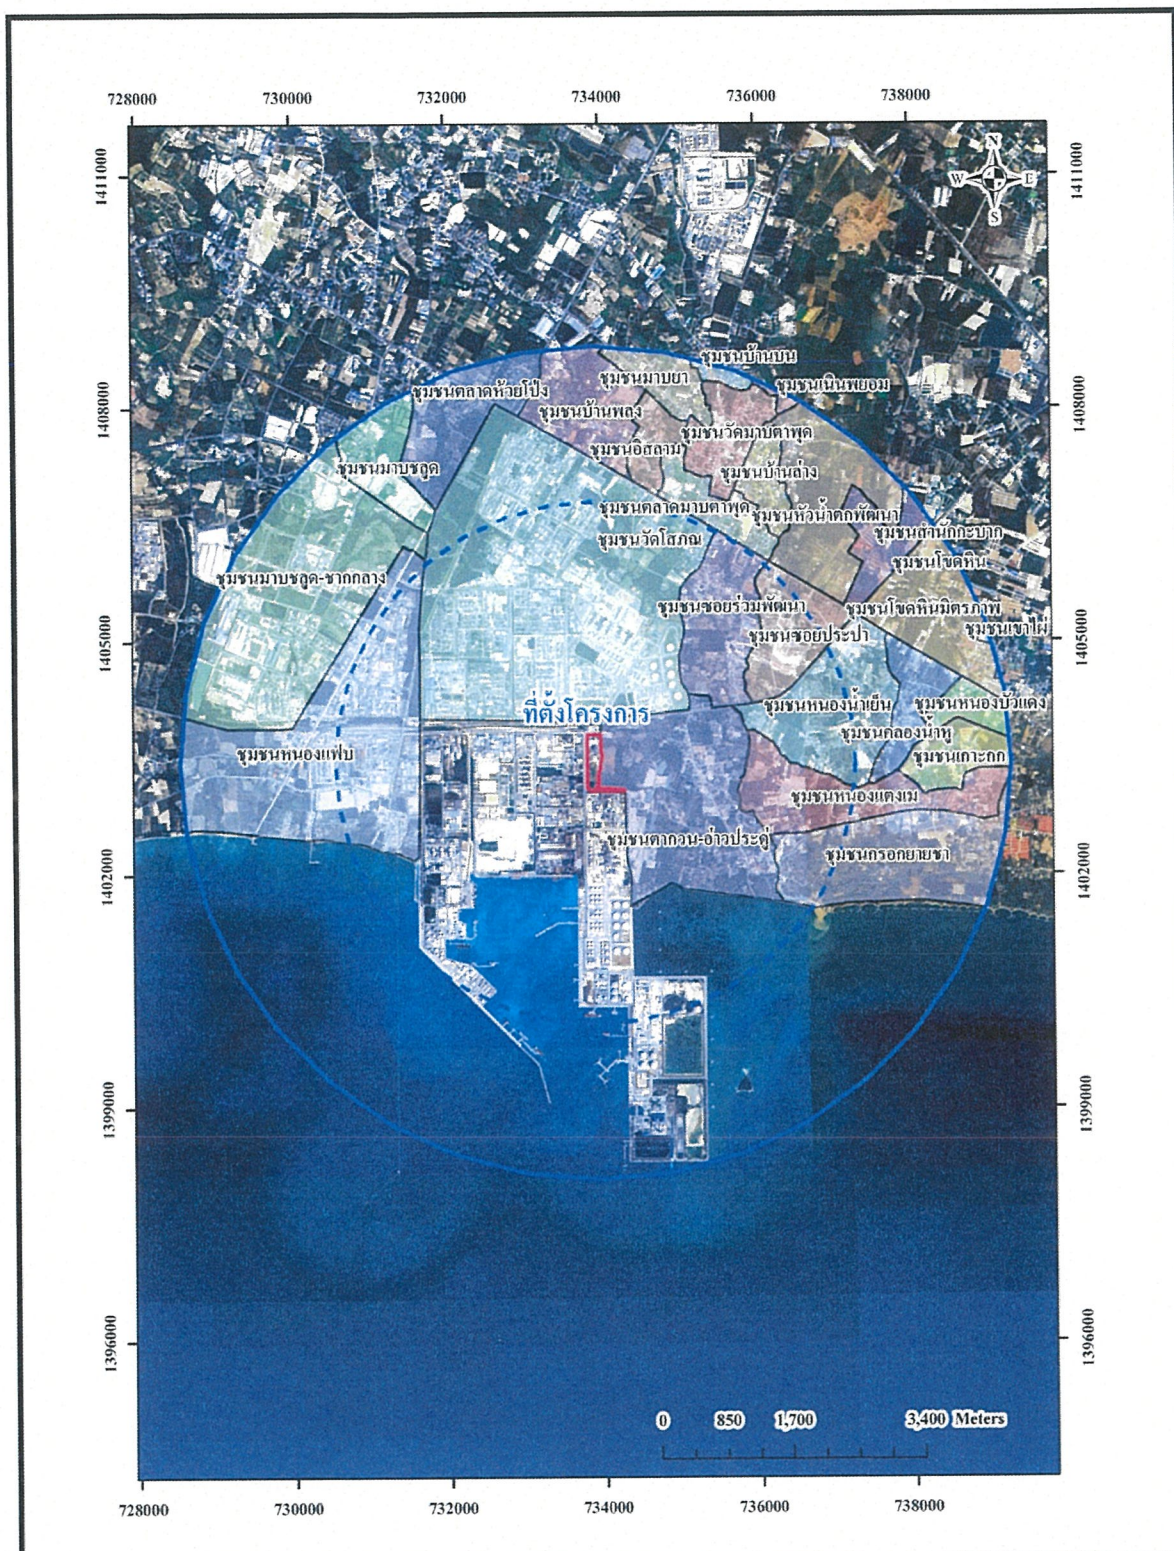 728000 730000 732000 734000 736000 738000
1411000 1411000
N
W E
S
ชุมชนบ้านบน
ชุมชนมาบยา
ชุมชนเนินพยอม
ชุมชนตลาดห้วยโป่ง
1408000 1408000
ชุมชนบ้านพลง
ชุมชนวัดมาบตาพุด
ชุมชนอิสลาม
ชุมชนมาบชลูด
ชุมชนบ้านล่าง
ชุมชนตลาดมาบตาพุด
ชุมชนหัวน้ำตกพัฒนา
ชุมชนสำนักกะบาก
ชุมชนวัดโสภณ
ชุมชนโขดหิน
ชุมชนมาบชลูด-ชากกลาง
ชุมชนซอยร่วมพัฒนา
ชุมชนโขดหินมิตรภาพ
ชุมชนเขาไผ่
ชุมชนซอยประปา
1405000 1405000
ชุมชนหนองน้ำเย็น
ชุมชนหนองบัวแดง
ที่ตั้งโครงการ
ชุมชนคลองน้ำหู
ชุมชนหนองแฟบ
ชุมชนเกาะกก
ชุมชนหนองแตงเม
ชุมชนตากวน-อ่าวประดู่
ชุมชนกรอกยายชา
1402000 1402000
1399000 1399000
1396000 1396000
0 850 1,700 3,400 Meters
728000 730000 732000 734000 736000 738000